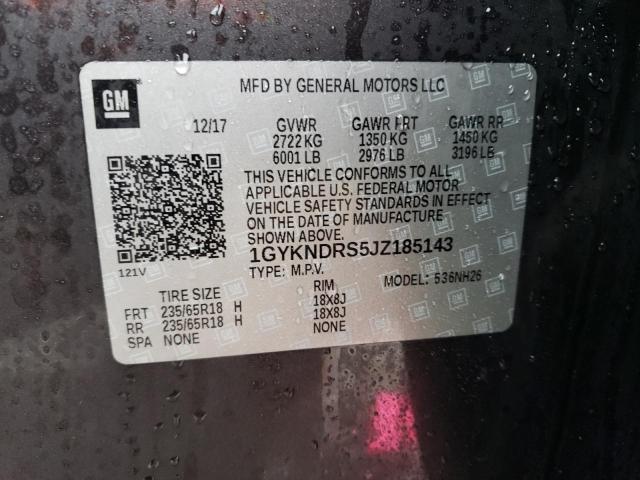 GM
MFD BY GENERAL MOTORS LLC
12/17 GVWR GAWR FRT GAWR RR
2722 KG 1350 KG 1450 KG
6001 LB 2976 LB 3196 LB
THIS VEHICLE CONFORMS TO ALL
APPLICABLE U.S. FEDERAL MOTOR
VEHICLE SAFETY STANDARDS IN EFFECT
ON THE DATE OF MANUFACTURE
SHOWN ABOVE.
1GYKNDRS5JZ185143
121V TYPE: M.P.V. MODEL: 536NH26
TIRE SIZE RIM
FRT 235/65R18 H 18X8J
RR 235/65R18 H 18X8J
SPA NONE NONE